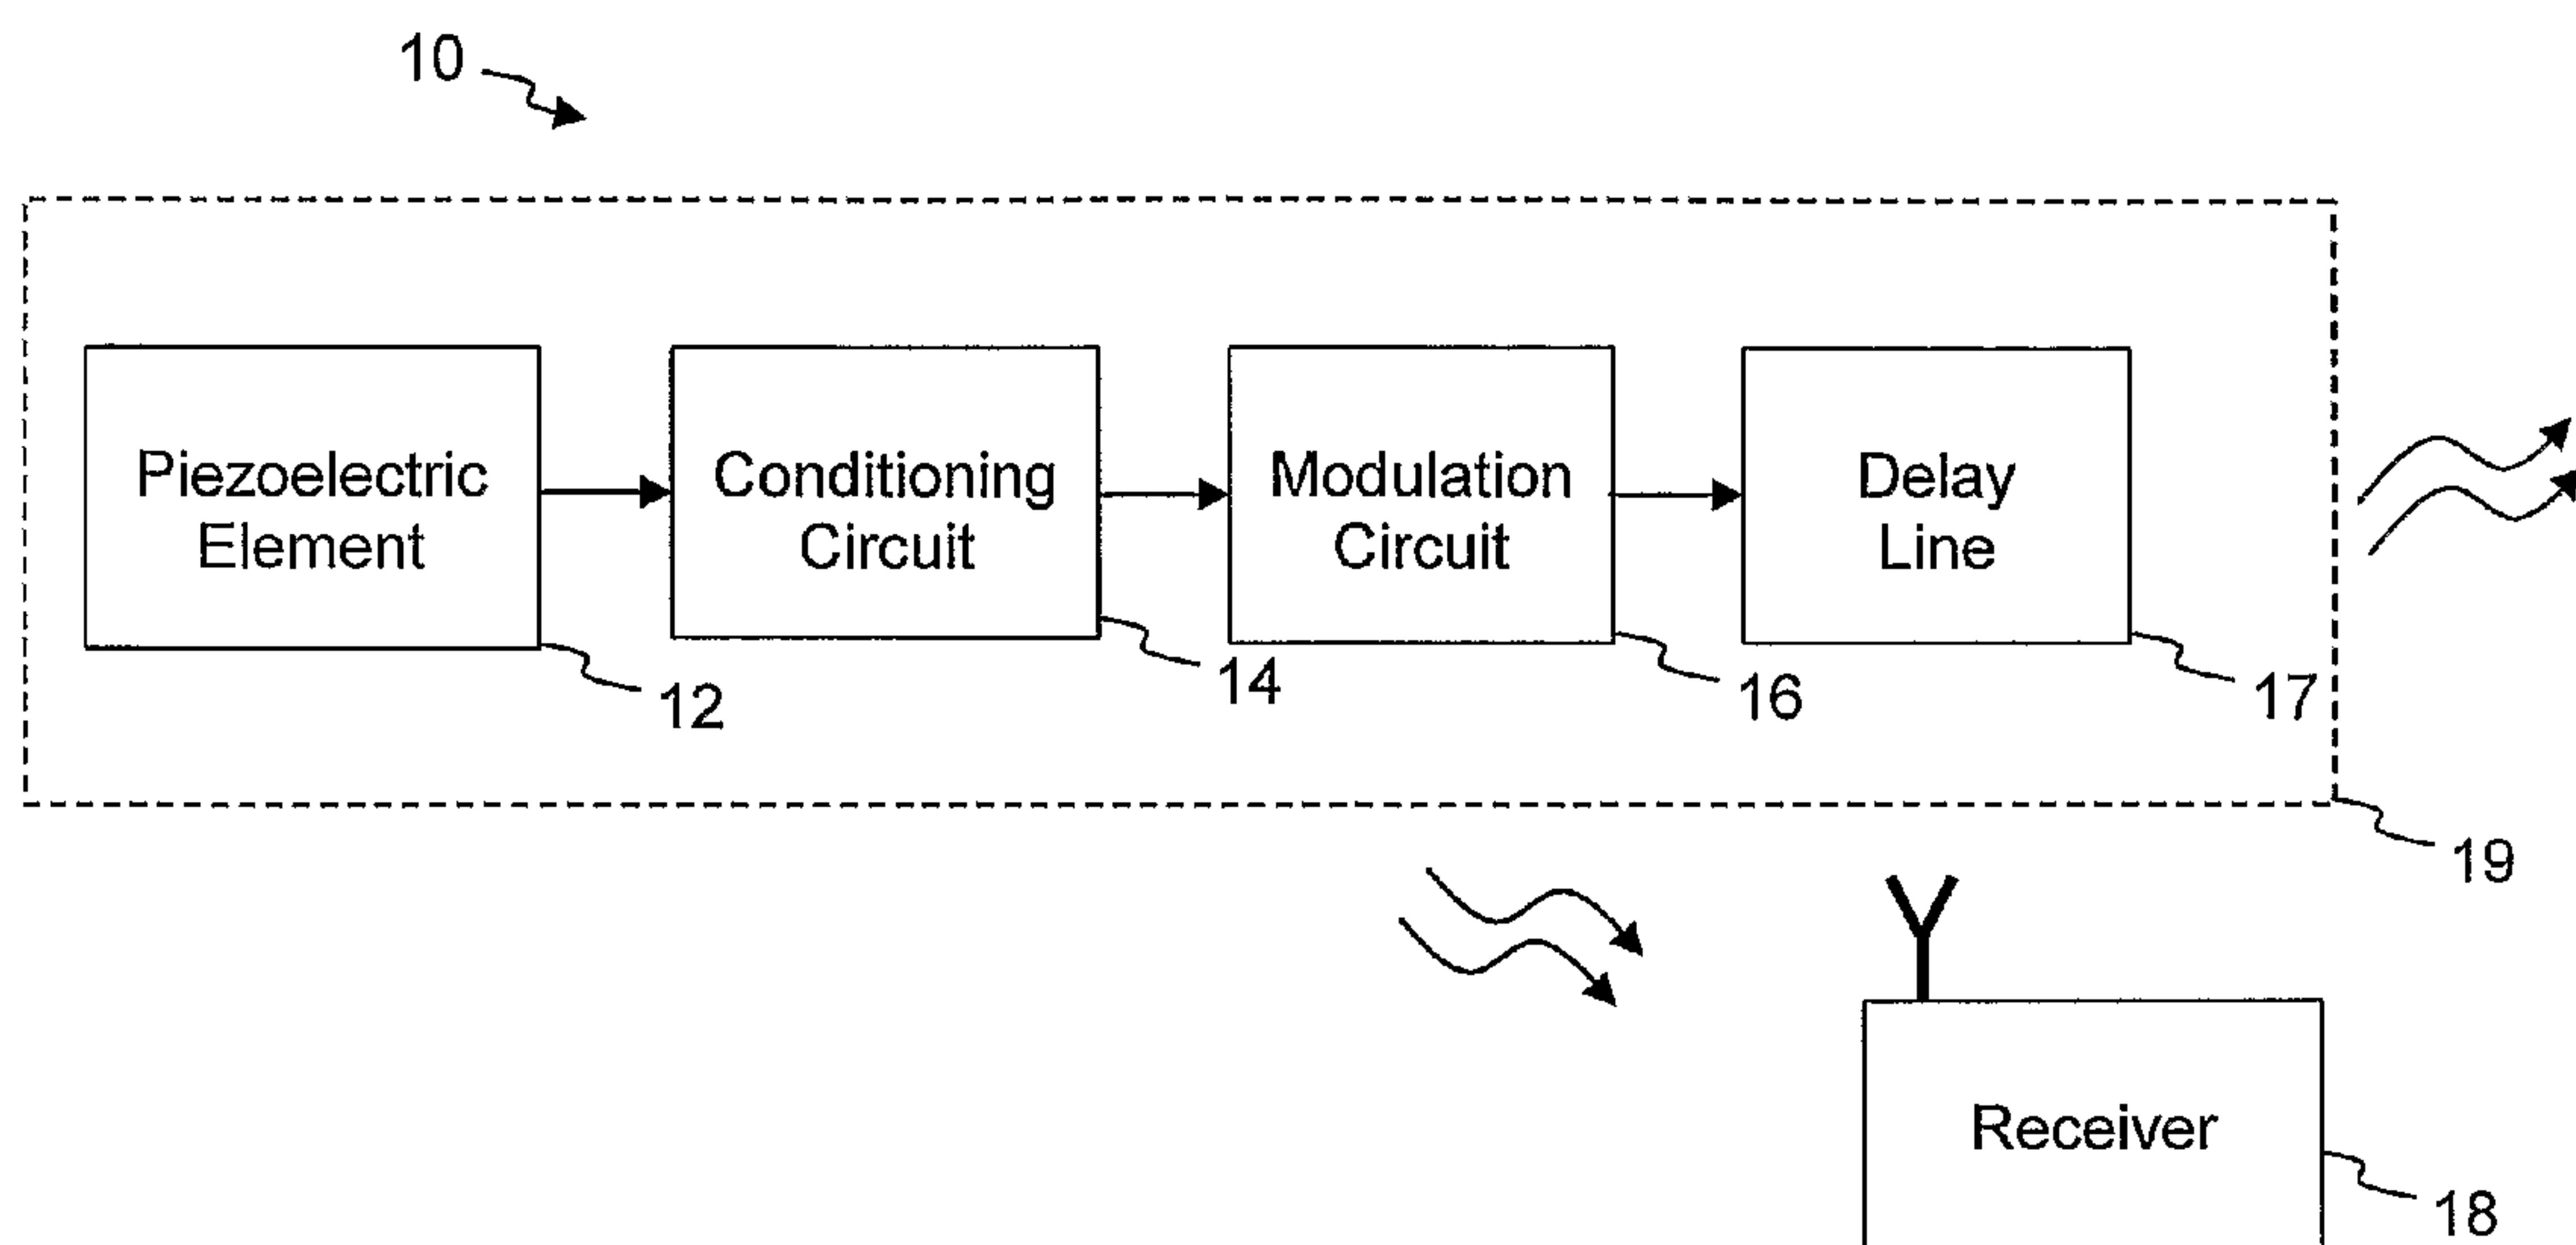 10
Piezoelectric
Element
Conditioning
Circuit
Modulation
Circuit
Delay
Line
12
14
16
17
19
Receiver
18